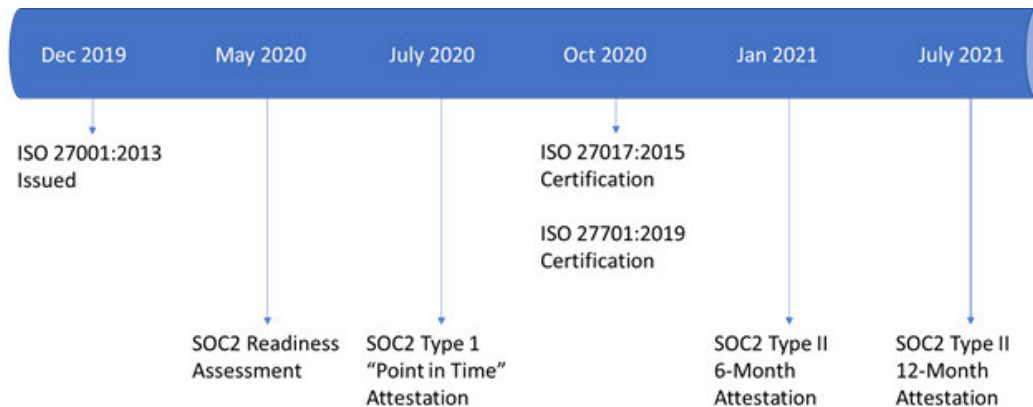 Dec 2019
May 2020
July 2020
Oct 2020
Jan 2021
July 2021
ISO 27001:2013
Issued
ISO 27017:2015
Certification
ISO 27701:2019
Certification
SOC2 Readiness
Assessment
SOC2 Type 1
“Point in Time”
Attestation
SOC2 Type II
6-Month
Attestation
SOC2 Type II
12-Month
Attestation